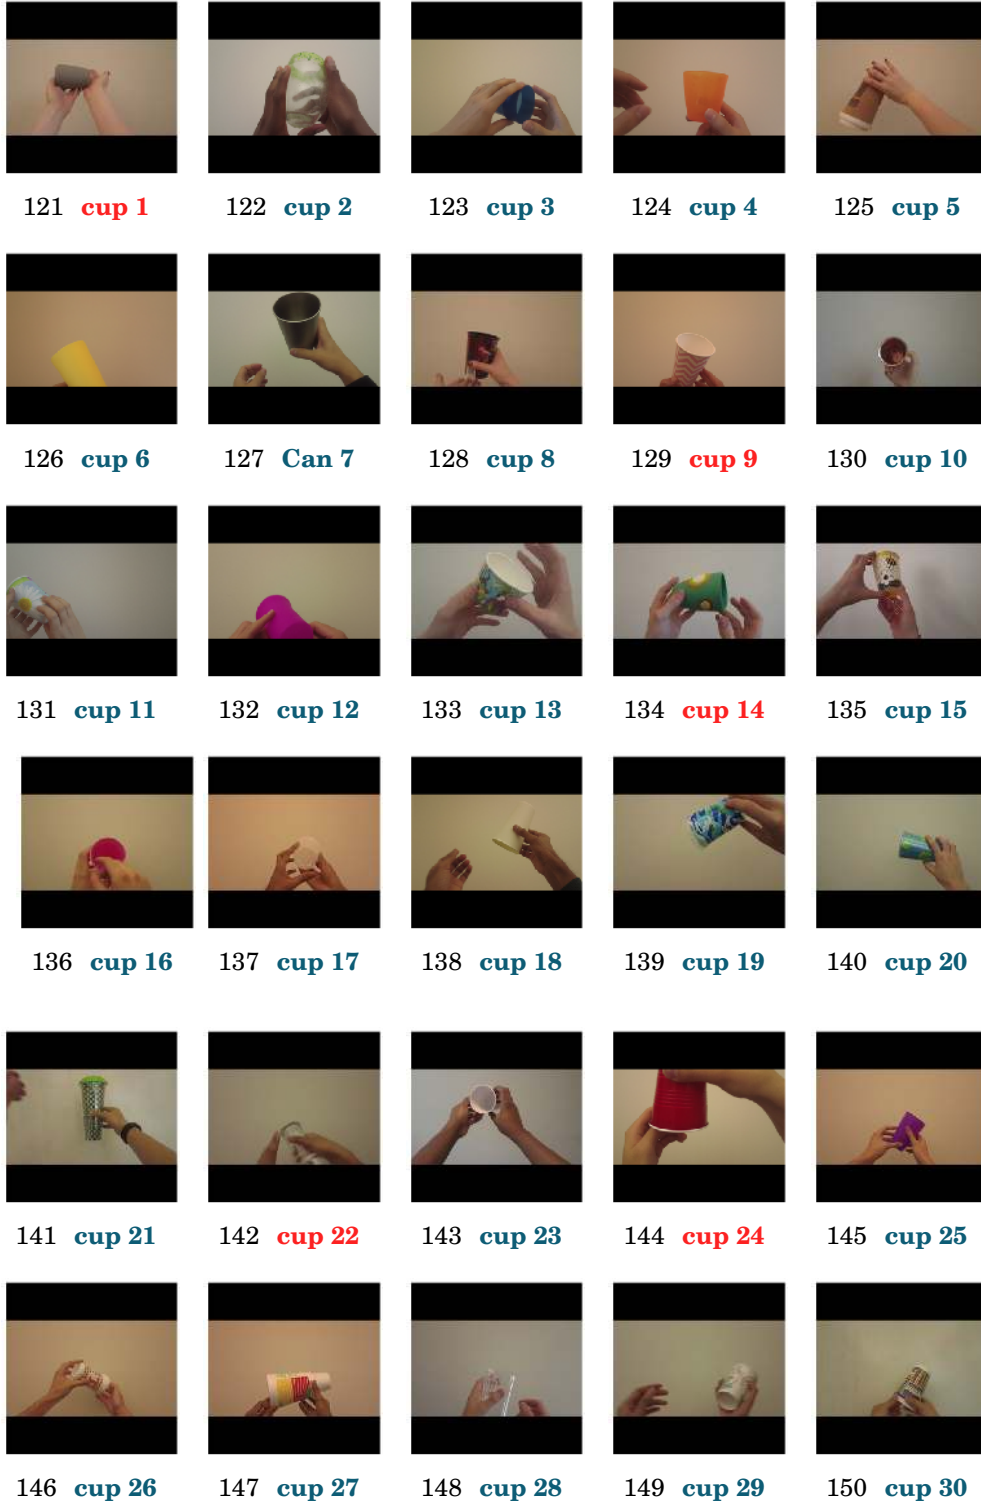 121 cup 1 122 cup 2 123 cup 3 124 cup 4 125 cup 5
126 cup 6 127 Can 7 128 cup 8 129 cup 9 130 cup 10
131 cup 11 132 cup 12 133 cup 13 134 cup 14 135 cup 15
136 cup 16 137 cup 17 138 cup 18 139 cup 19 140 cup 20
141 cup 21 142 cup 22 143 cup 23 144 cup 24 145 cup 25
146 cup 26 147 cup 27 148 cup 28 149 cup 29 150 cup 30